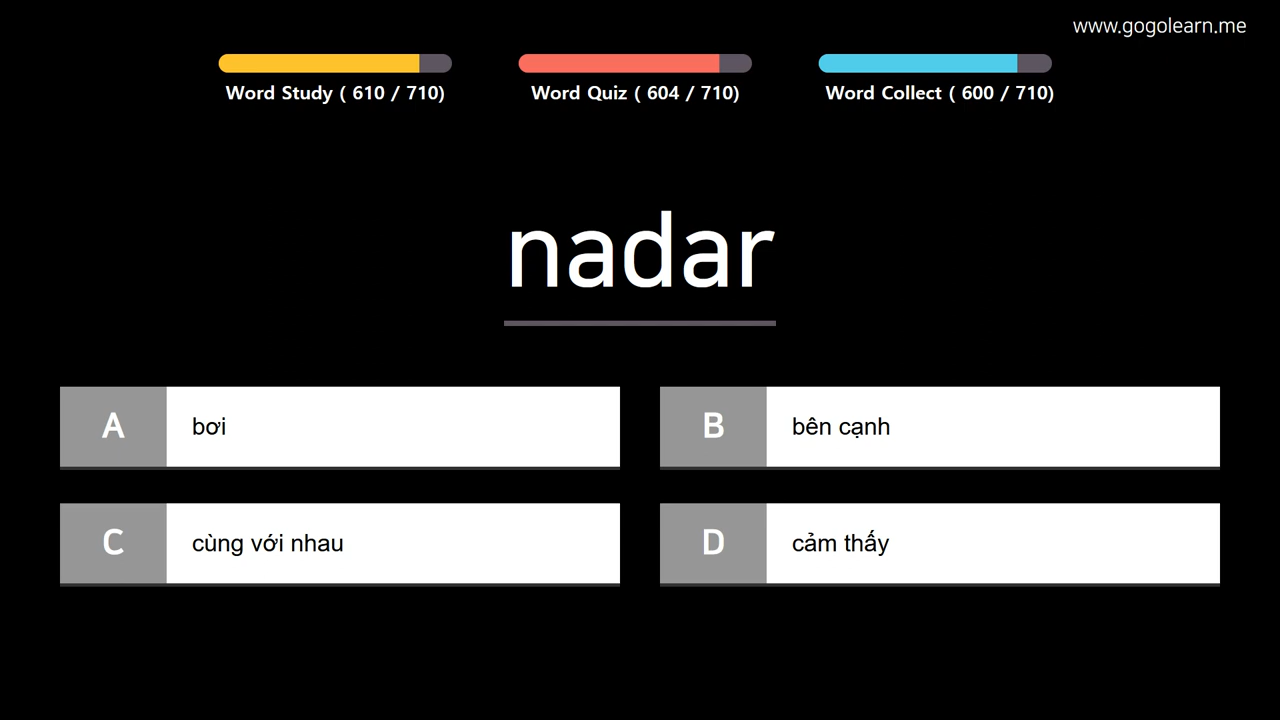 www.gogolearn.me
Word Study ( 610 / 710)
Word Quiz ( 604 / 710)
Word Collect ( 600 / 710)
nadar
A
bơi
B
bên cạnh
C
cùng với nhau
D
cảm thấy